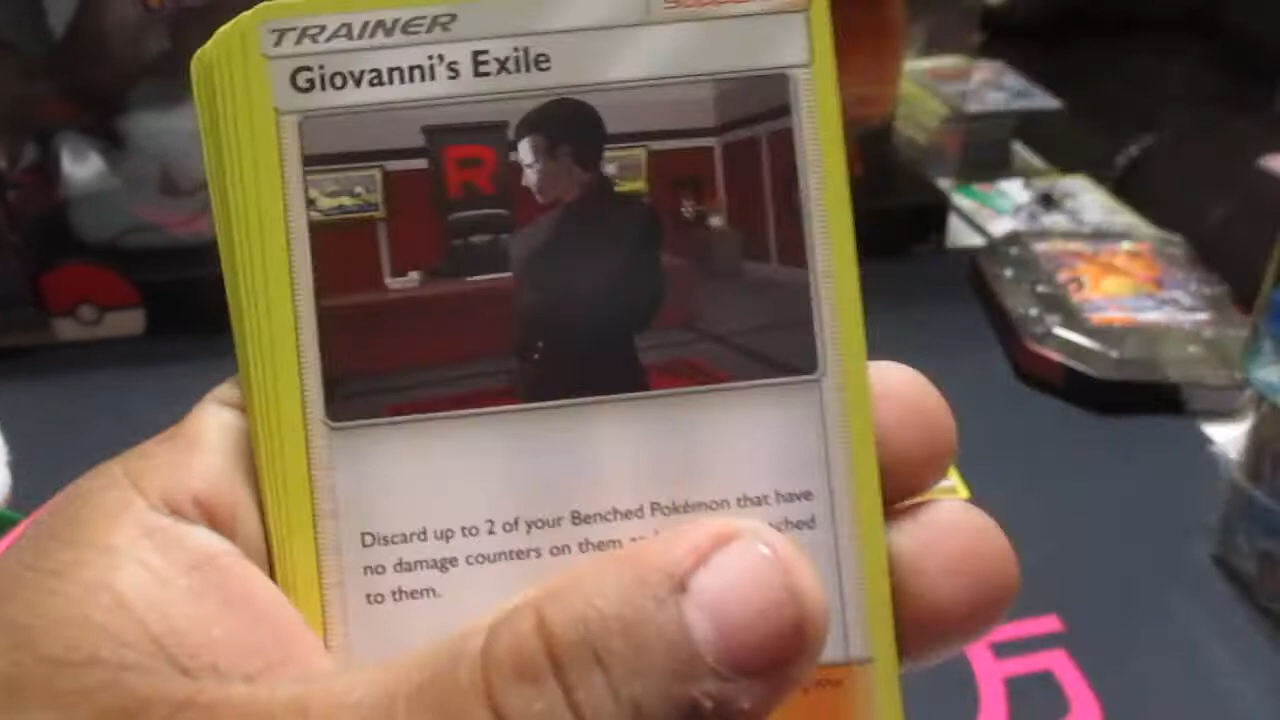 TRAINER
Giovanni's Exile
R
Discard up to 2 of your Benched Pokémon that have
no damage counters on them
to them.